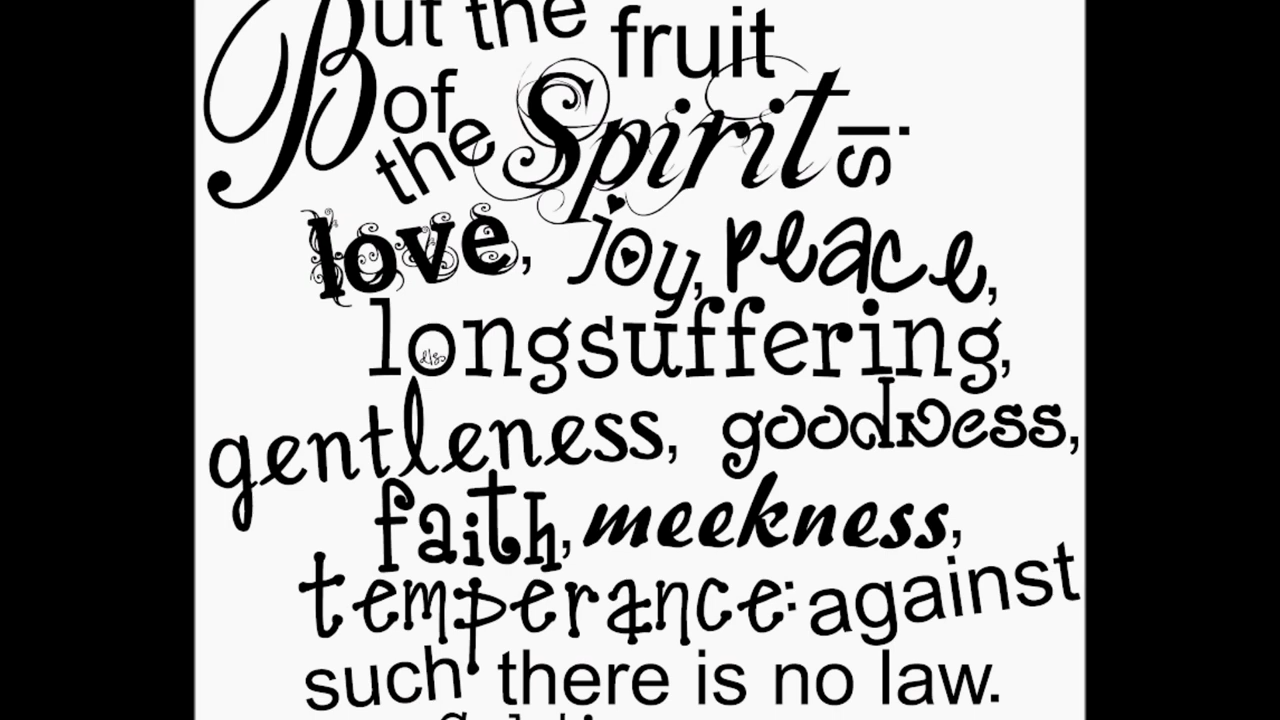 But the fruit
of the Spirit is
love, joy, peace,
longsuffering,
gentleness, goodness,
faith, meekness,
temperance: against
such there is no law.